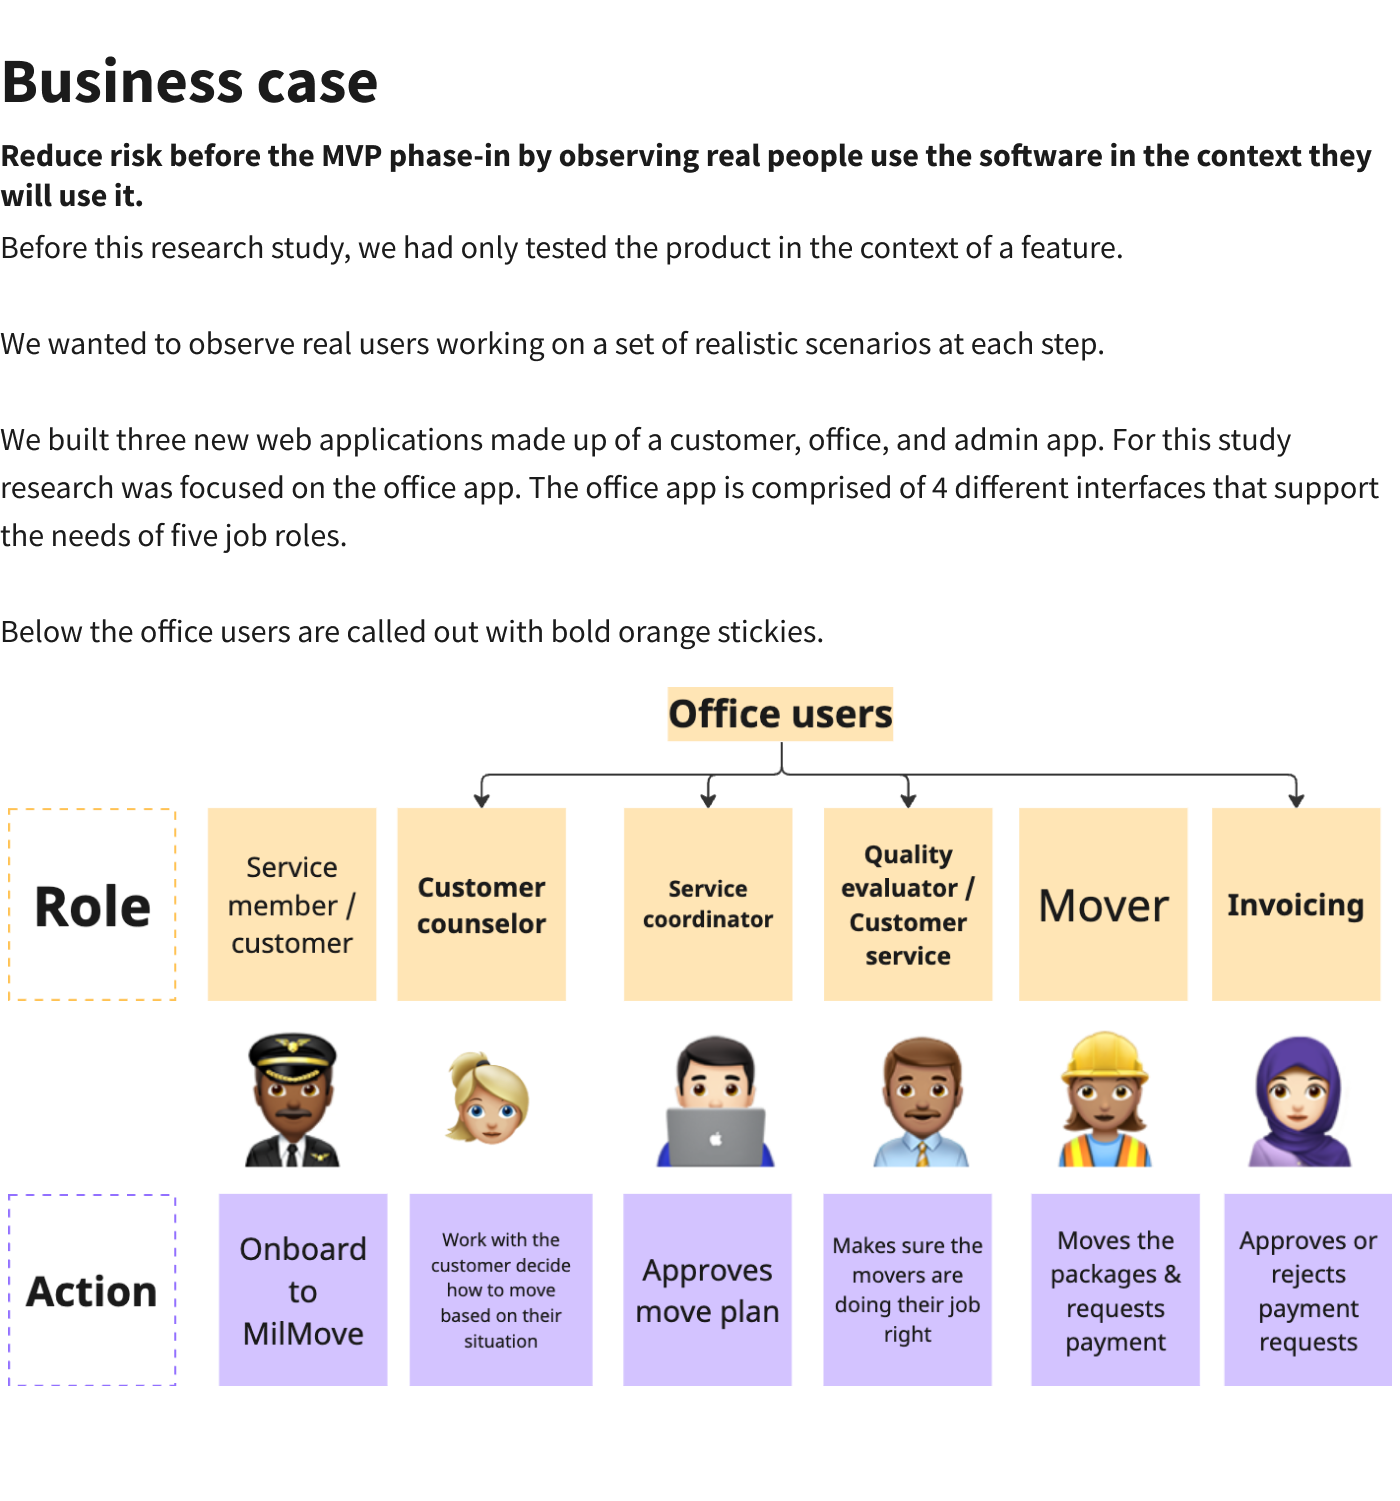 Business case
Reduce risk before the MVP phase-in by observing real people use the software in the context they
will use it.
Before this research study, we had only tested the product in the context of a feature.
We wanted to observe real users working on a set of realistic scenarios at each step.
We built three new web applications made up of a customer, office, and admin app. For this study
research was focused on the office app. The office app is comprised of 4 different interfaces that support
the needs of five job roles.
Below the office users are called out with bold orange stickies.
Office users
Role
Service
member /
customer
Customer
counselor
Service
coordinator
Quality
evaluator /
Customer
service
Mover
Invoicing
Action
Onboard
to
MilMove
Work with the
customer decide
how to move
based on their
situation
Approves
move plan
Makes sure the
movers are
doing their job
right
Moves the
packages &
requests
payment
Approves or
rejects
payment
requests